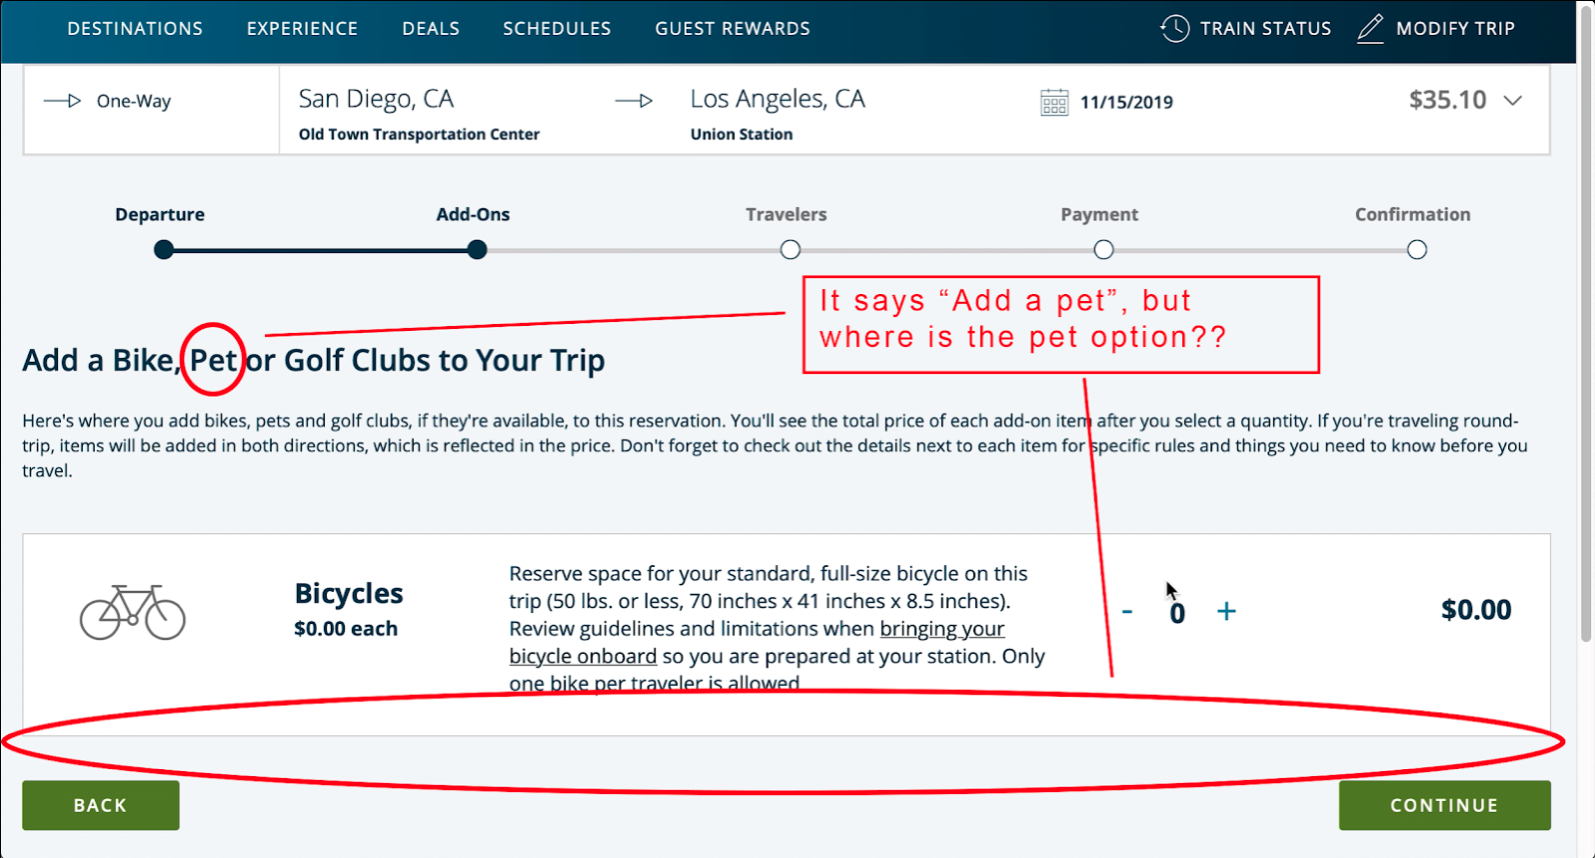 DESTINATIONS EXPERIENCE DEALS SCHEDULES GUEST REWARDS TRAIN STATUS MODIFY TRIP
One-Way San Diego, CA Los Angeles, CA 11/15/2019 $35.10
Old Town Transportation Center Union Station
Departure Add-Ons Travelers Payment Confirmation
It says “Add a pet”, but
where is the pet option??
Add a Bike, Pet or Golf Clubs to Your Trip
Here's where you add bikes, pets and golf clubs, if they're available, to this reservation. You'll see the total price of each add-on item after you select a quantity. If you're traveling round-
trip, items will be added in both directions, which is reflected in the price. Don't forget to check out the details next to each item for specific rules and things you need to know before you
travel.
Bicycles
$0.00 each
Reserve space for your standard, full-size bicycle on this
trip (50 lbs. or less, 70 inches x 41 inches x 8.5 inches).
Review guidelines and limitations when bringing your
bicycle onboard so you are prepared at your station. Only
one bike per traveler is allowed
- 0 + $0.00
BACK CONTINUE